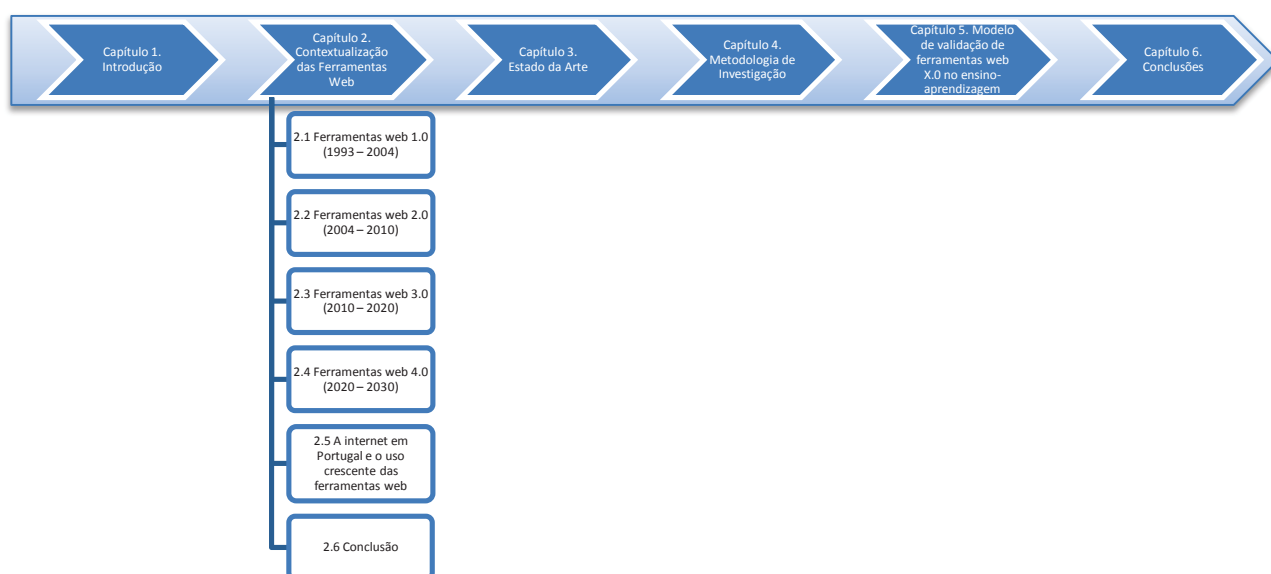 Capítulo 1.
Introdução
Capítulo 2.
Contextualização
das Ferramentas
Web
Capítulo 3.
Estado da Arte
Capítulo 4.
Metodologia de
Investigação
Capítulo 5. Modelo
de validação de
ferramentas web
X.0 no ensino-
aprendizagem
Capítulo 6.
Conclusões
2.1 Ferramentas web 1.0
(1993 – 2004)
2.2 Ferramentas web 2.0
(2004 – 2010)
2.3 Ferramentas web 3.0
(2010 – 2020)
2.4 Ferramentas web 4.0
(2020 – 2030)
2.5 A internet em
Portugal e o uso
crescente das
ferramentas web
2.6 Conclusão